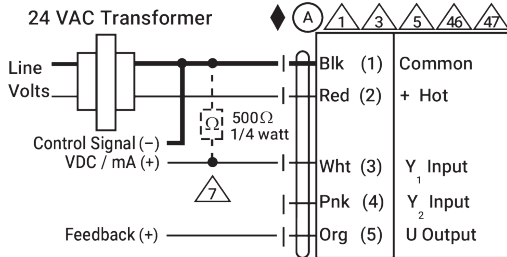 24 VAC Transformer
A 1 3 5 46 47
Line Volts
Blk (1) Common
Red (2) + Hot
Ω 500Ω
1/4 watt
Control Signal (–)
VDC / mA (+)
Wht (3) Y1 Input
7
Pnk (4) Y2 Input
Feedback (+)
Org (5) U Output